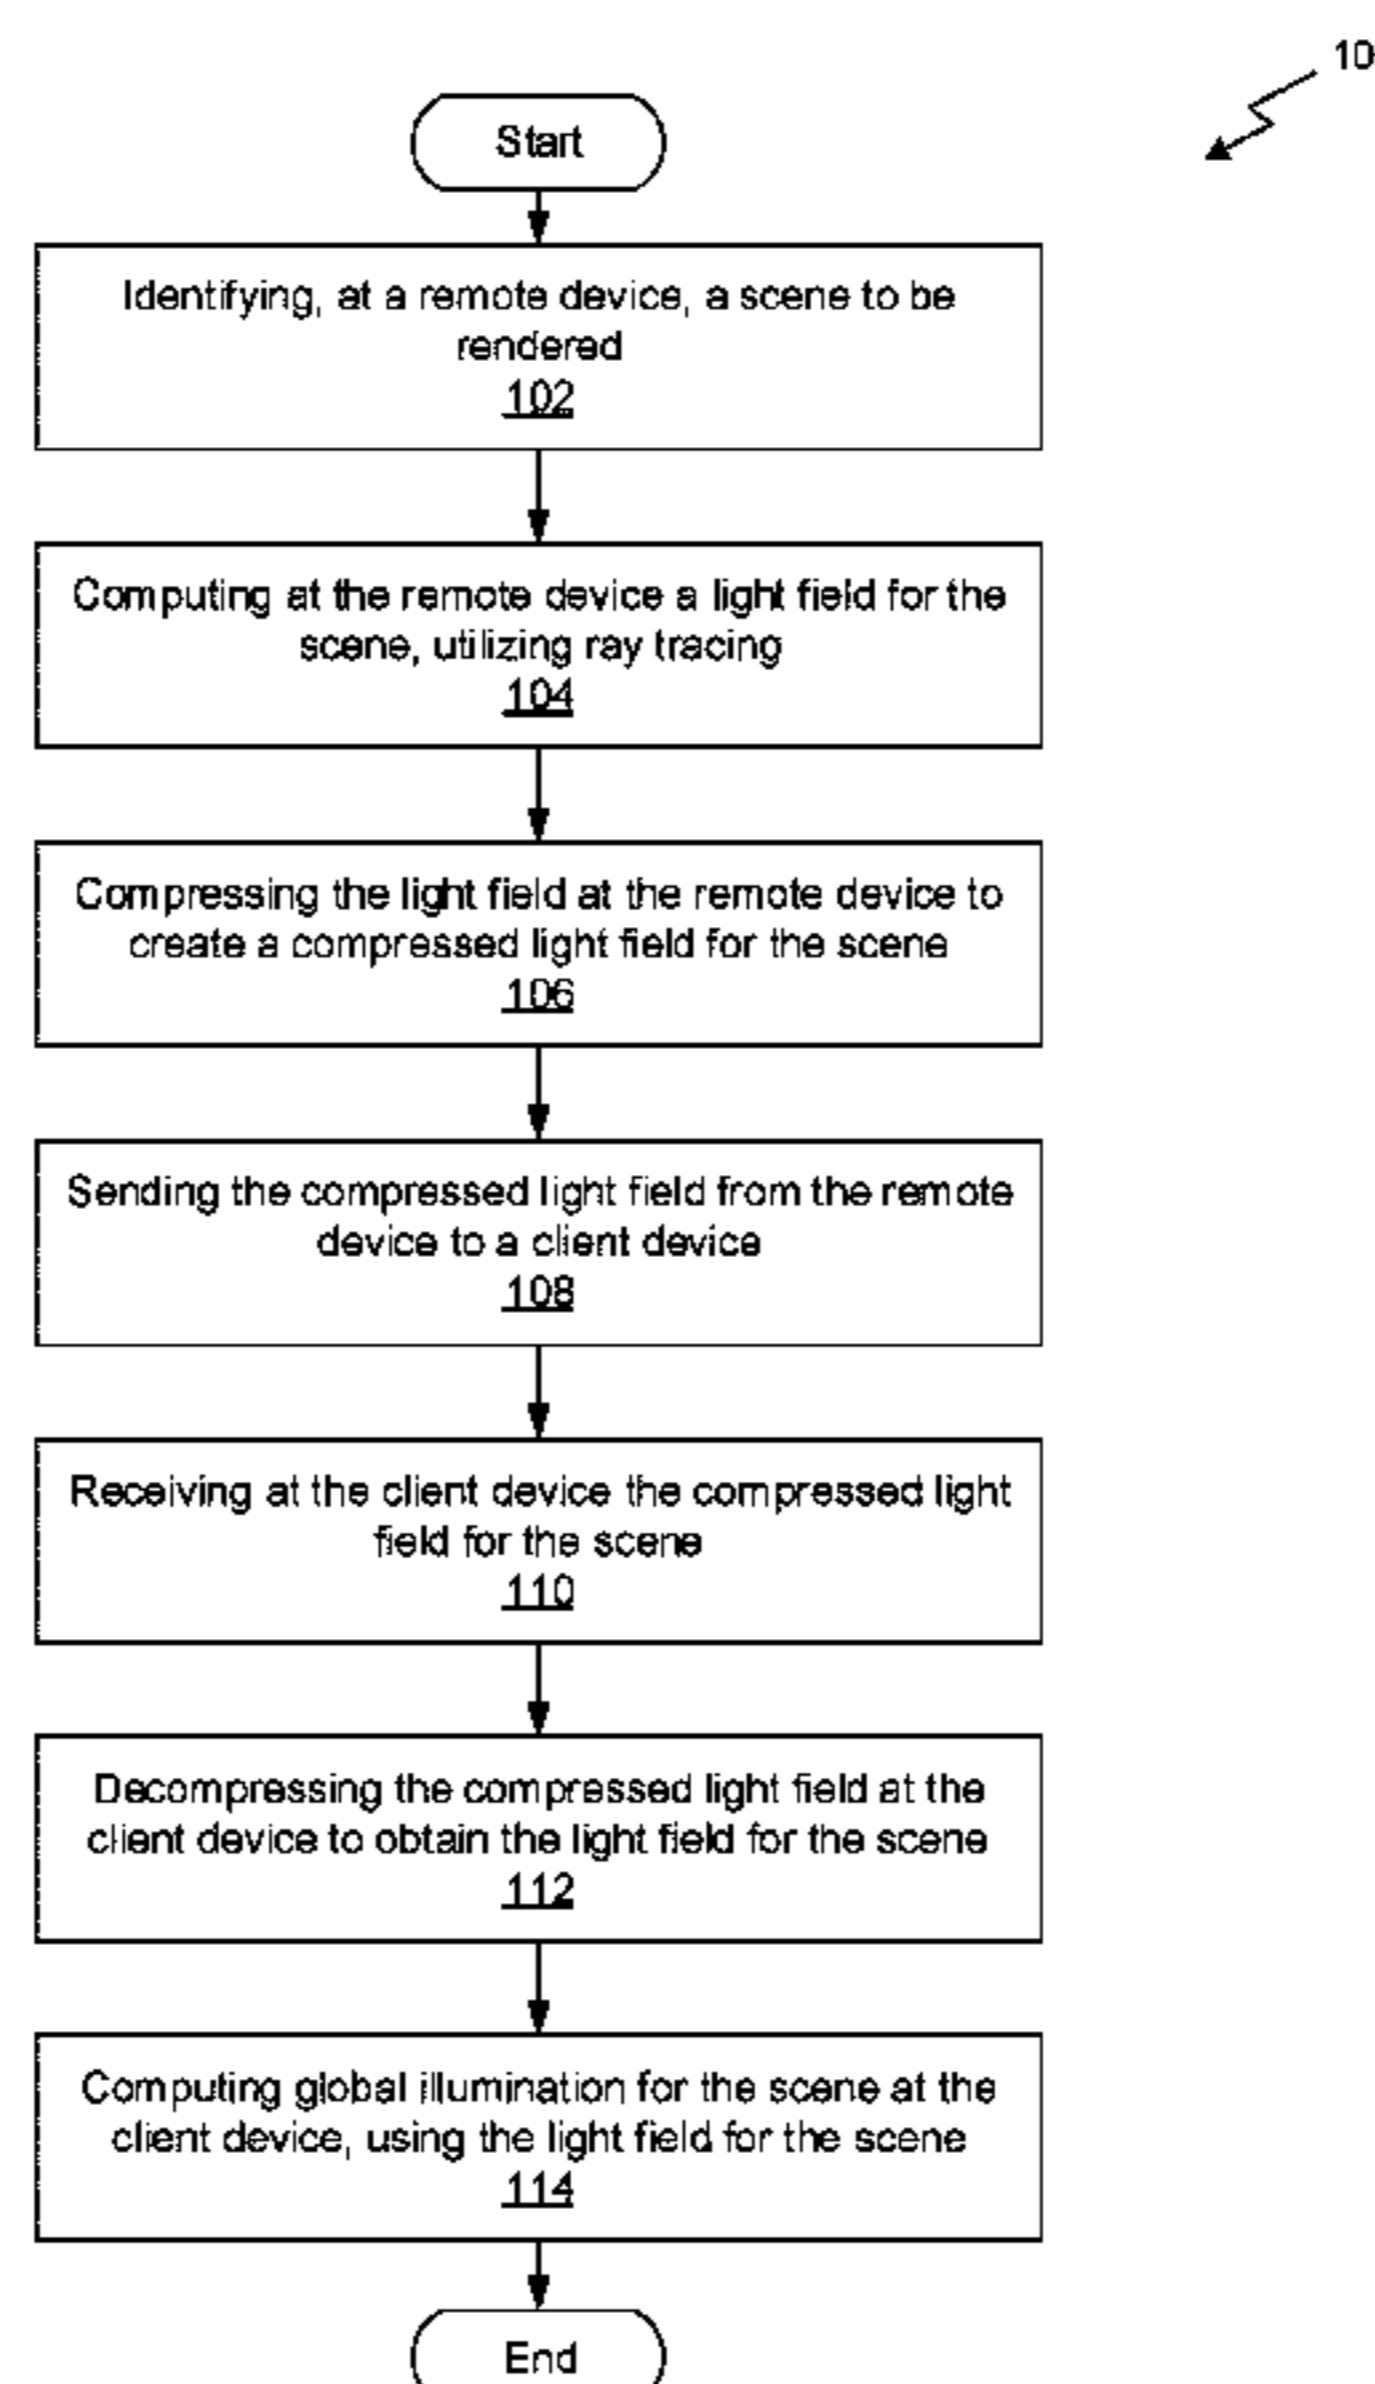 10
Start
Identifying, at a remote device, a scene to be
rendered
102
Computing at the remote device a light field for the
scene, utilizing ray tracing
104
Compressing the light field at the remote device to
create a compressed light field for the scene
106
Sending the compressed light field from the remote
device to a client device
108
Receiving at the client device the compressed light
field for the scene
110
Decompressing the compressed light field at the
client device to obtain the light field for the scene
112
Computing global illumination for the scene at the
client device, using the light field for the scene
114
End